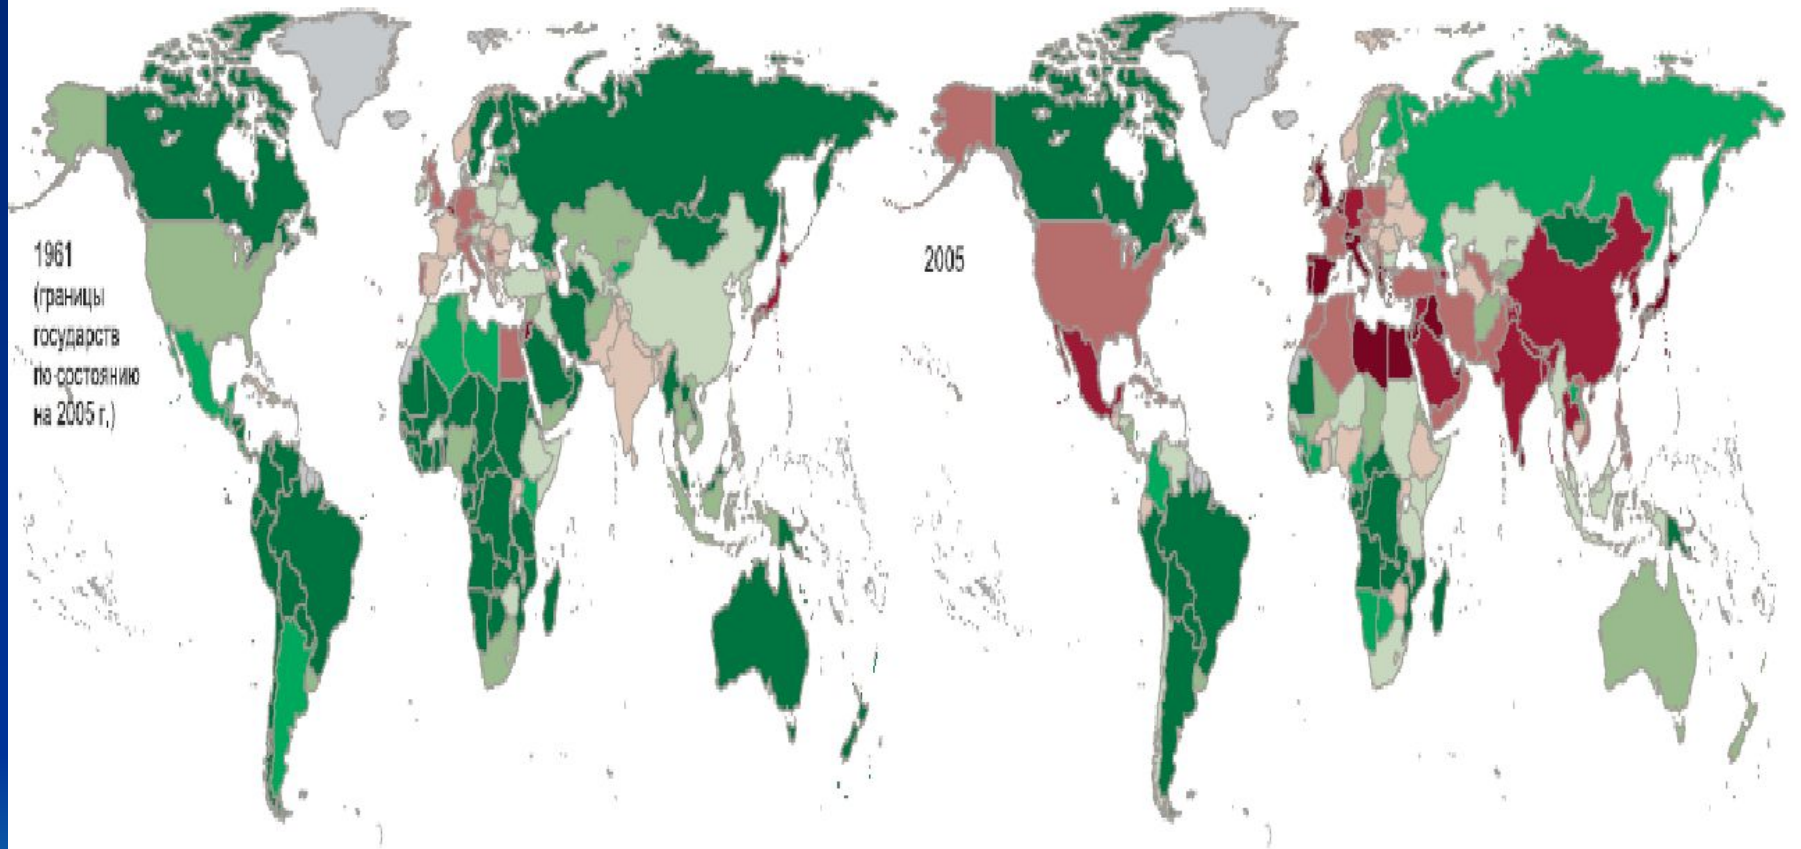 1961
(границы
государств
по состоянию
на 2005 г.)
2005